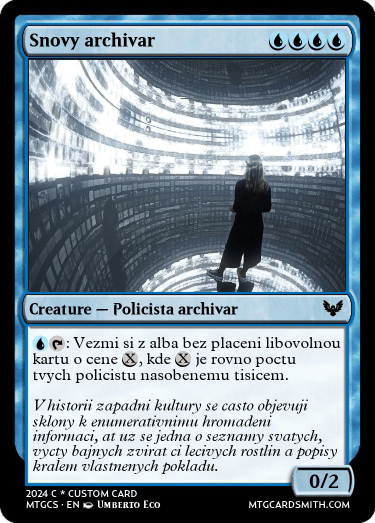 Snovy archivar
Creature — Policista archivar
: Vezmi si z alba bez placeni libovolnou
kartu o cene X, kde X je rovno poctu
tvych policistu nasobenemu tisicem.
V historii zapadni kultury se casto objevuji
sklony k enumerativnimu hromadeni
informaci, at uz se jedna o seznamy svatych,
vycty bajnych zvirat ci lecivych rostlin a popisy
kralem vlastnenych pokladu.
0/2
2024 C * CUSTOM CARD
MTGCS · EN Umberto Eco
MTGCARDSMITH.COM